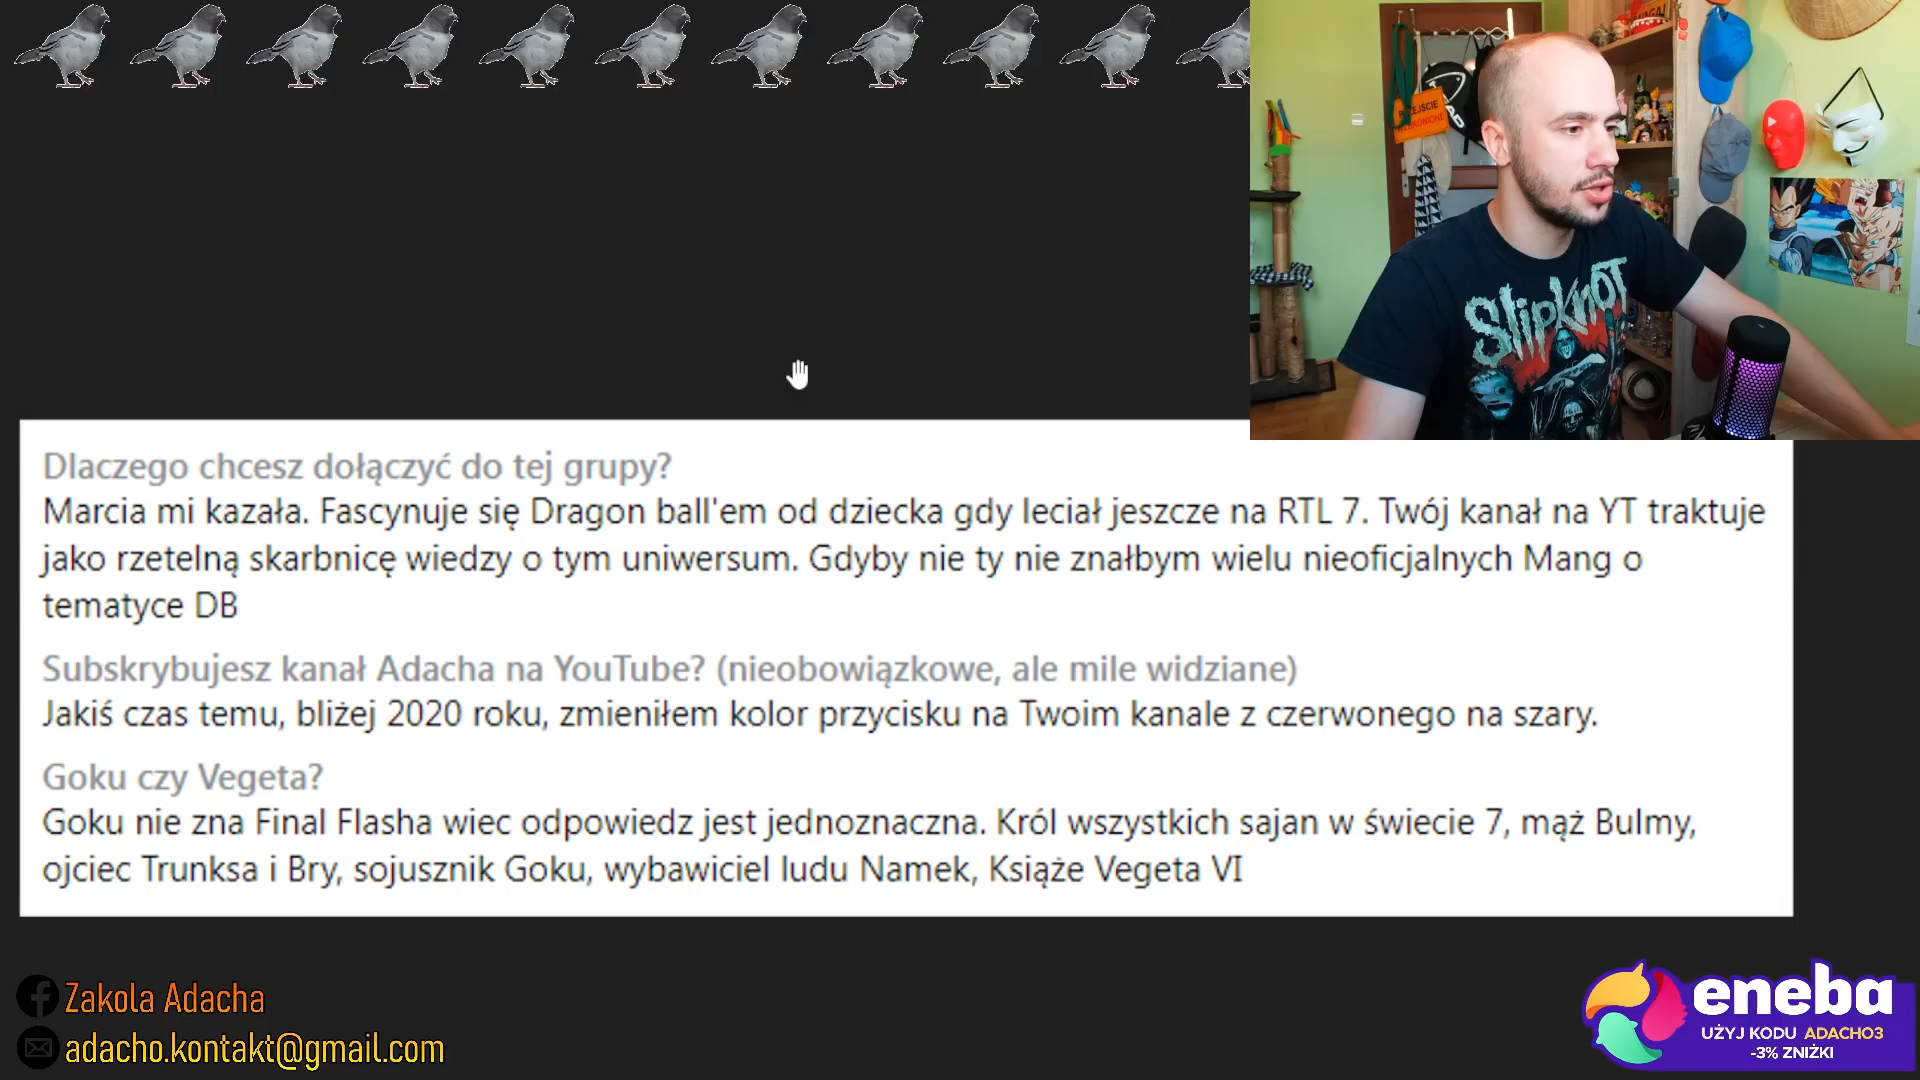 PRZEJŚCIE
WZBRONIONE
SlipKnoT
Dlaczego chcesz dołączyć do tej grupy?
Marcia mi kazała. Fascynuje się Dragon ball'em od dziecka gdy leciał jeszcze na RTL 7. Twój kanał na YT traktuje
jako rzetelną skarbnicę wiedzy o tym uniwersum. Gdyby nie ty nie znałbym wielu nieoficjalnych Mang o
tematyce DB
Subskrybujesz kanał Adacha na YouTube? (nieobowiązkowe, ale mile widziane)
Jakiś czas temu, bliżej 2020 roku, zmieniłem kolor przycisku na Twoim kanale z czerwonego na szary.
Goku czy Vegeta?
Goku nie zna Final Flasha wiec odpowiedz jest jednoznaczna. Król wszystkich sajan w świecie 7, mąż Bulmy,
ojciec Trunksa i Bry, sojusznik Goku, wybawiciel ludu Namek, Książe Vegeta VI
Zakola Adacha
adacho.kontakt@gmail.com
eneba
UŻYJ KODU ADACHO3
-3% ZNIŻKI